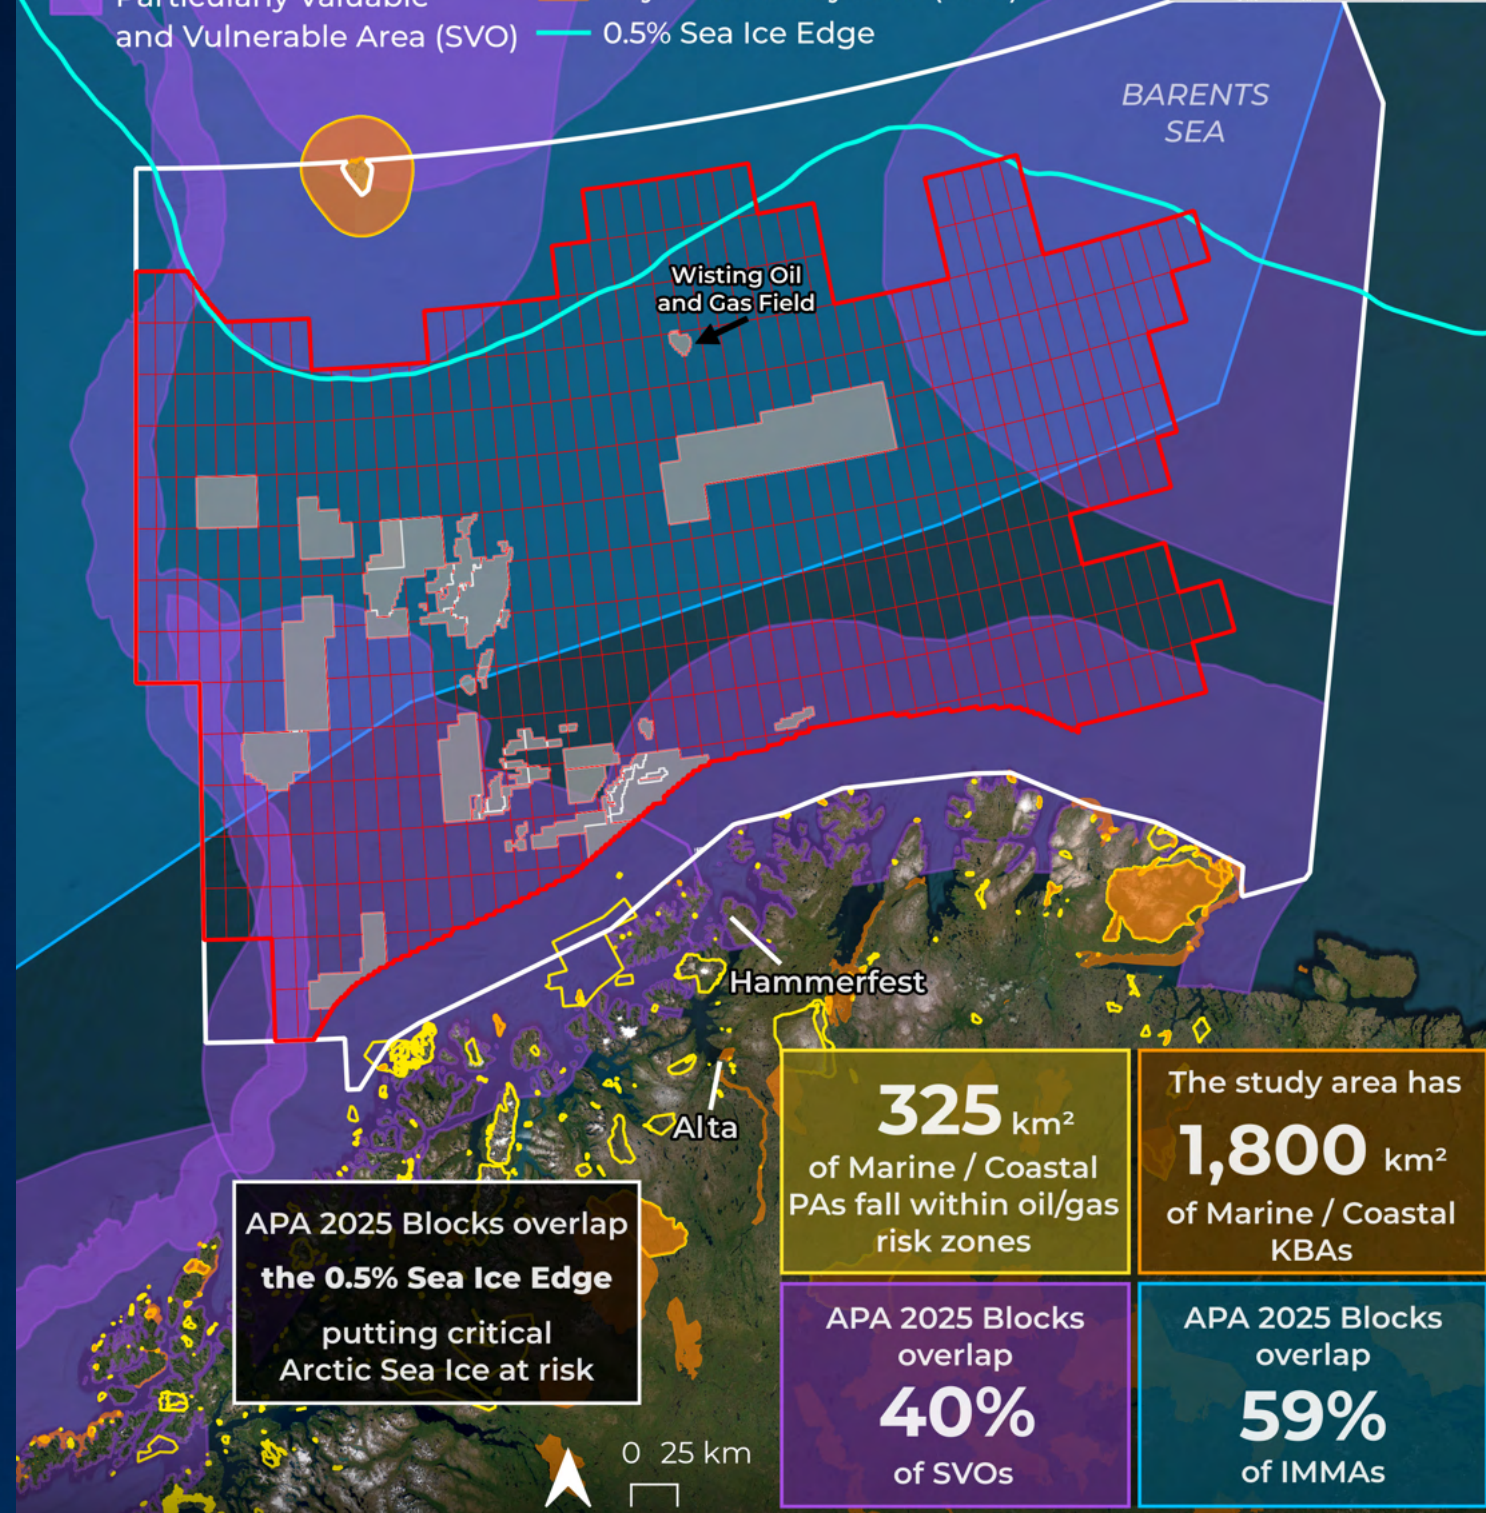 Particularly Valuable
and Vulnerable Area (SVO)
0.5% Sea Ice Edge
BARENTS
SEA
Wisting Oil
and Gas Field
Hammerfest
Alta
325 km²
of Marine / Coastal
PAs fall within oil/gas
risk zones
The study area has
1,800 km²
of Marine / Coastal
KBAs
APA 2025 Blocks overlap
the 0.5% Sea Ice Edge
putting critical
Arctic Sea Ice at risk
APA 2025 Blocks
overlap
40%
of SVOs
APA 2025 Blocks
overlap
59%
of IMMAs
0 25 km